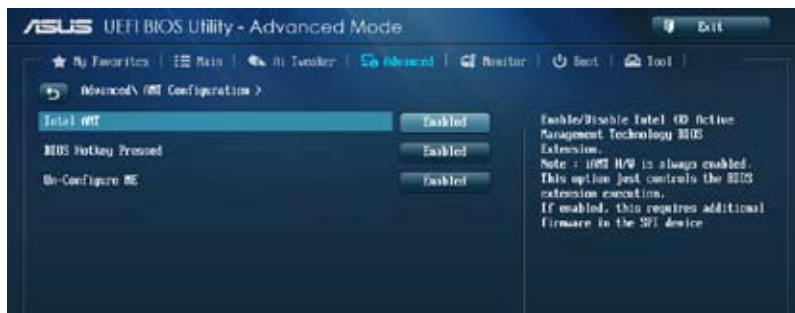 ASUS UEFI BIOS Utility - Advanced Mode
Exit
My Favorites | Main | Ai Tweaker | Advanced | Monitor | Boot | Tool
Advanced\ AMT Configuration >
Intel AMT Enabled
BIOS Hotkey Pressed Enabled
Un-Configure ME Enabled
Enable/Disable Intel (R) Active
Management Technology BIOS
Extension.
Note : iAMT H/W is always enabled.
This option just controls the BIOS
extension execution.
If enabled, this requires additional
firmware in the SPI device